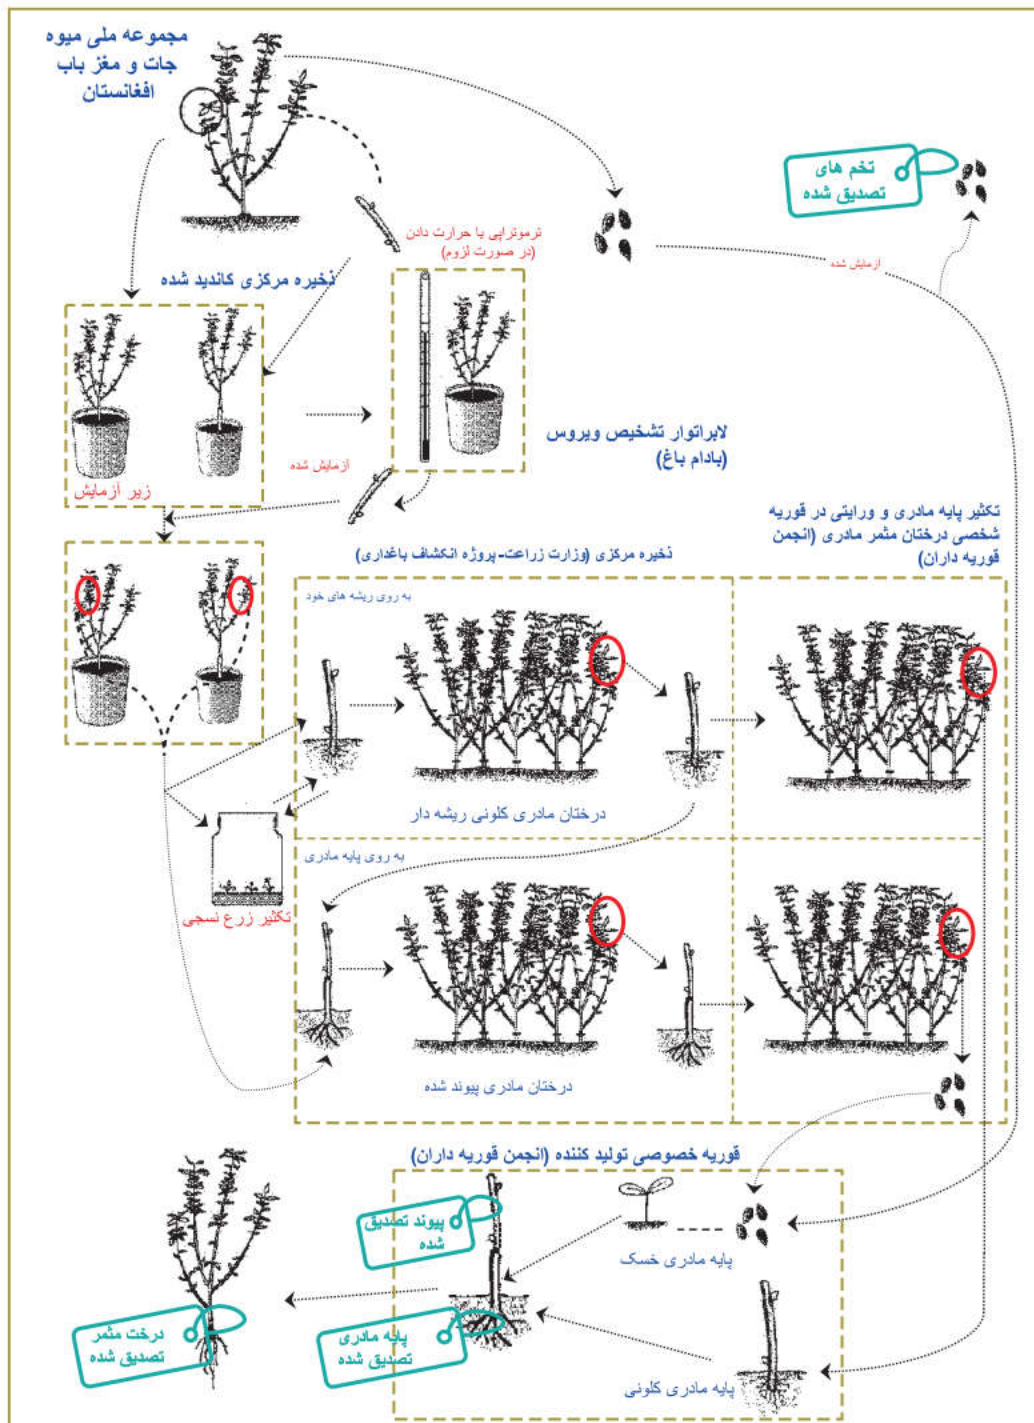 مجموعه ملی میوه
جات و مغز باب
افغانستان
تخم های
تصدیق شده
ترموتراپی یا حرارت دادن
(در صورت لزوم)
آزمایش شده
ذخیره مرکزی کاندید شده
لابراتوار تشخیص ویروس
(بادام باغ)
آزمایش شده
زیر آزمایش
تکثیر پایه مادری و ورایتی در قوریه
شخصی درختان مثمر مادری (انجمن
قوریه داران)
ذخیره مرکزی (وزارت زراعت- پروژه انکشاف باغداری)
به روی ریشه های خود
درختان مادری کلونی ریشه دار
به روی پایه مادری
تکثیر زرع نسجی
درختان مادری پیوند شده
قوریه خصوصی تولید کننده (انجمن قوریه داران)
پیوند تصدیق
شده
پایه مادری خسک
درخت مثمر
تصدیق شده
پایه مادری
تصدیق شده
پایه مادری کلونی